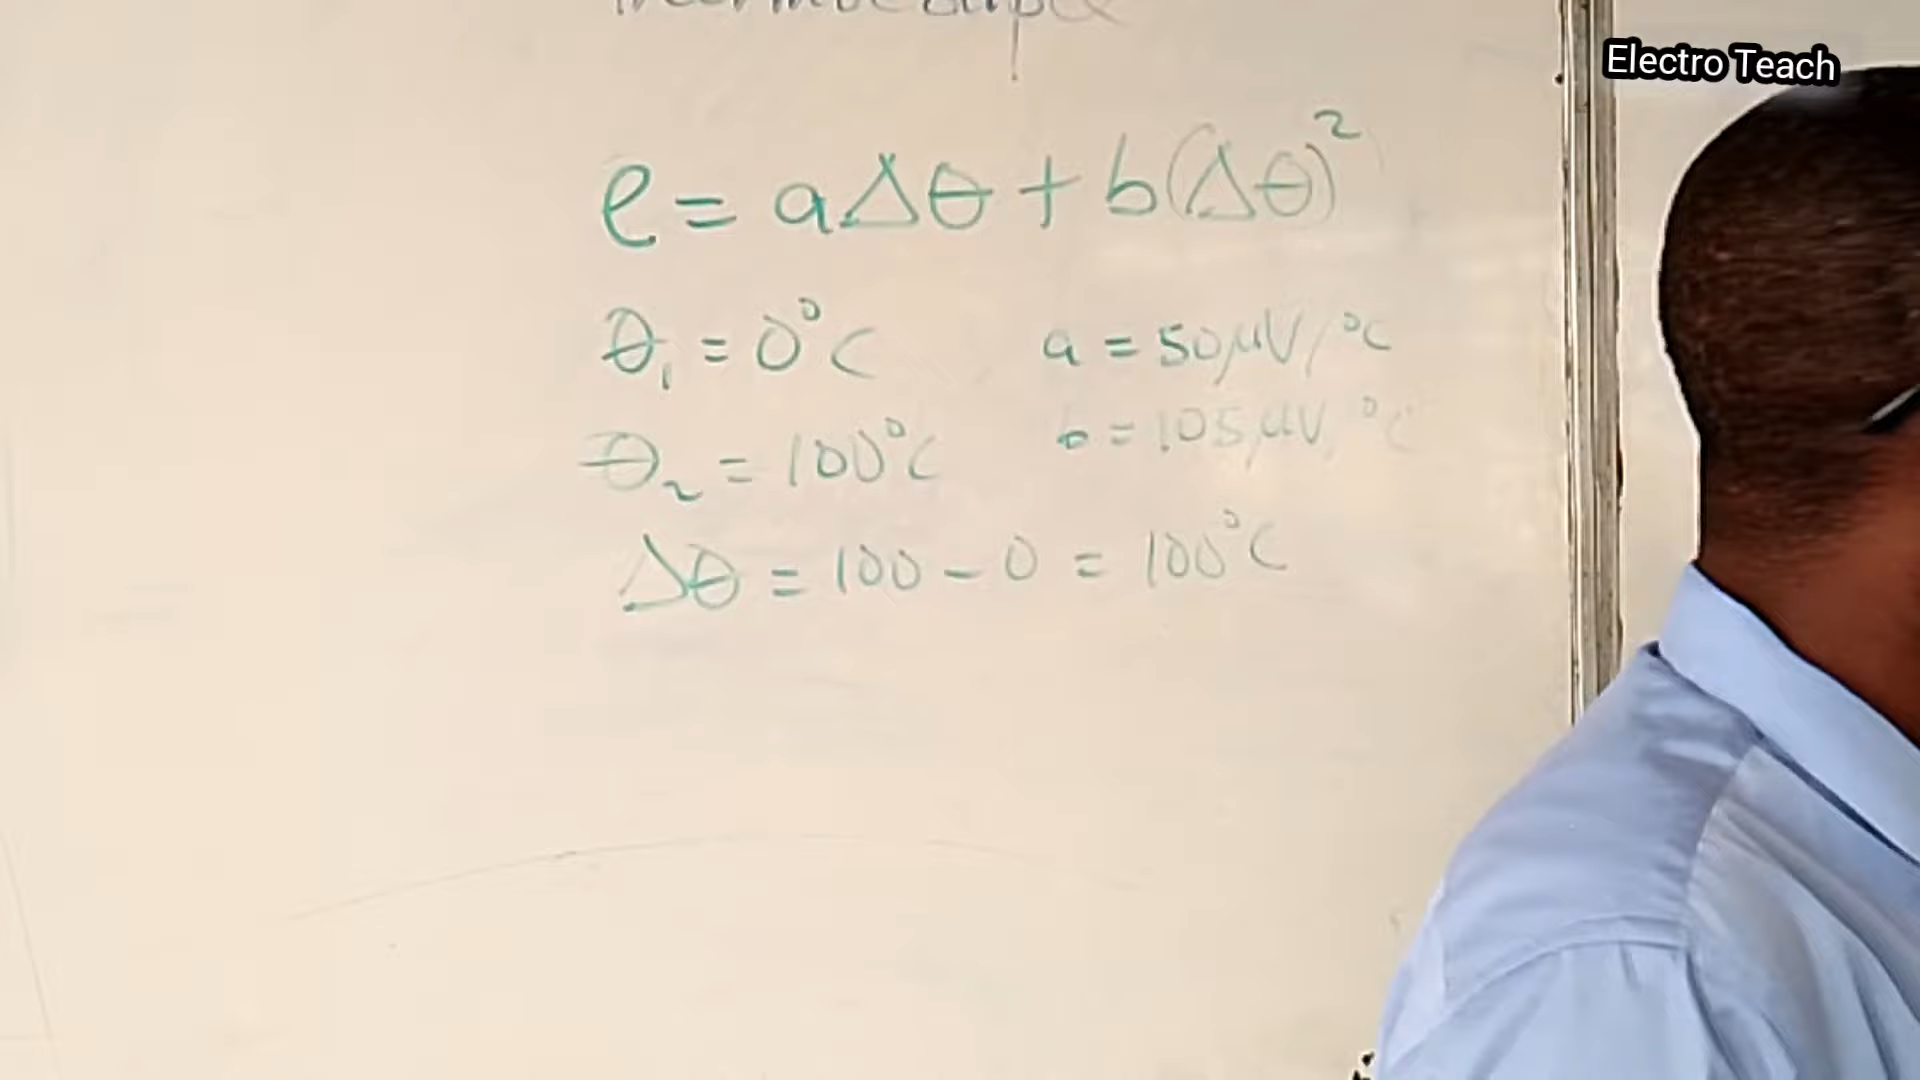 Electro Teach
e = aΔθ + b(Δθ)²
θ₁ = 0°C a = 50μV/°C
θ₂ = 100°C b = 105μV, °C
Δθ = 100 - 0 = 100°C